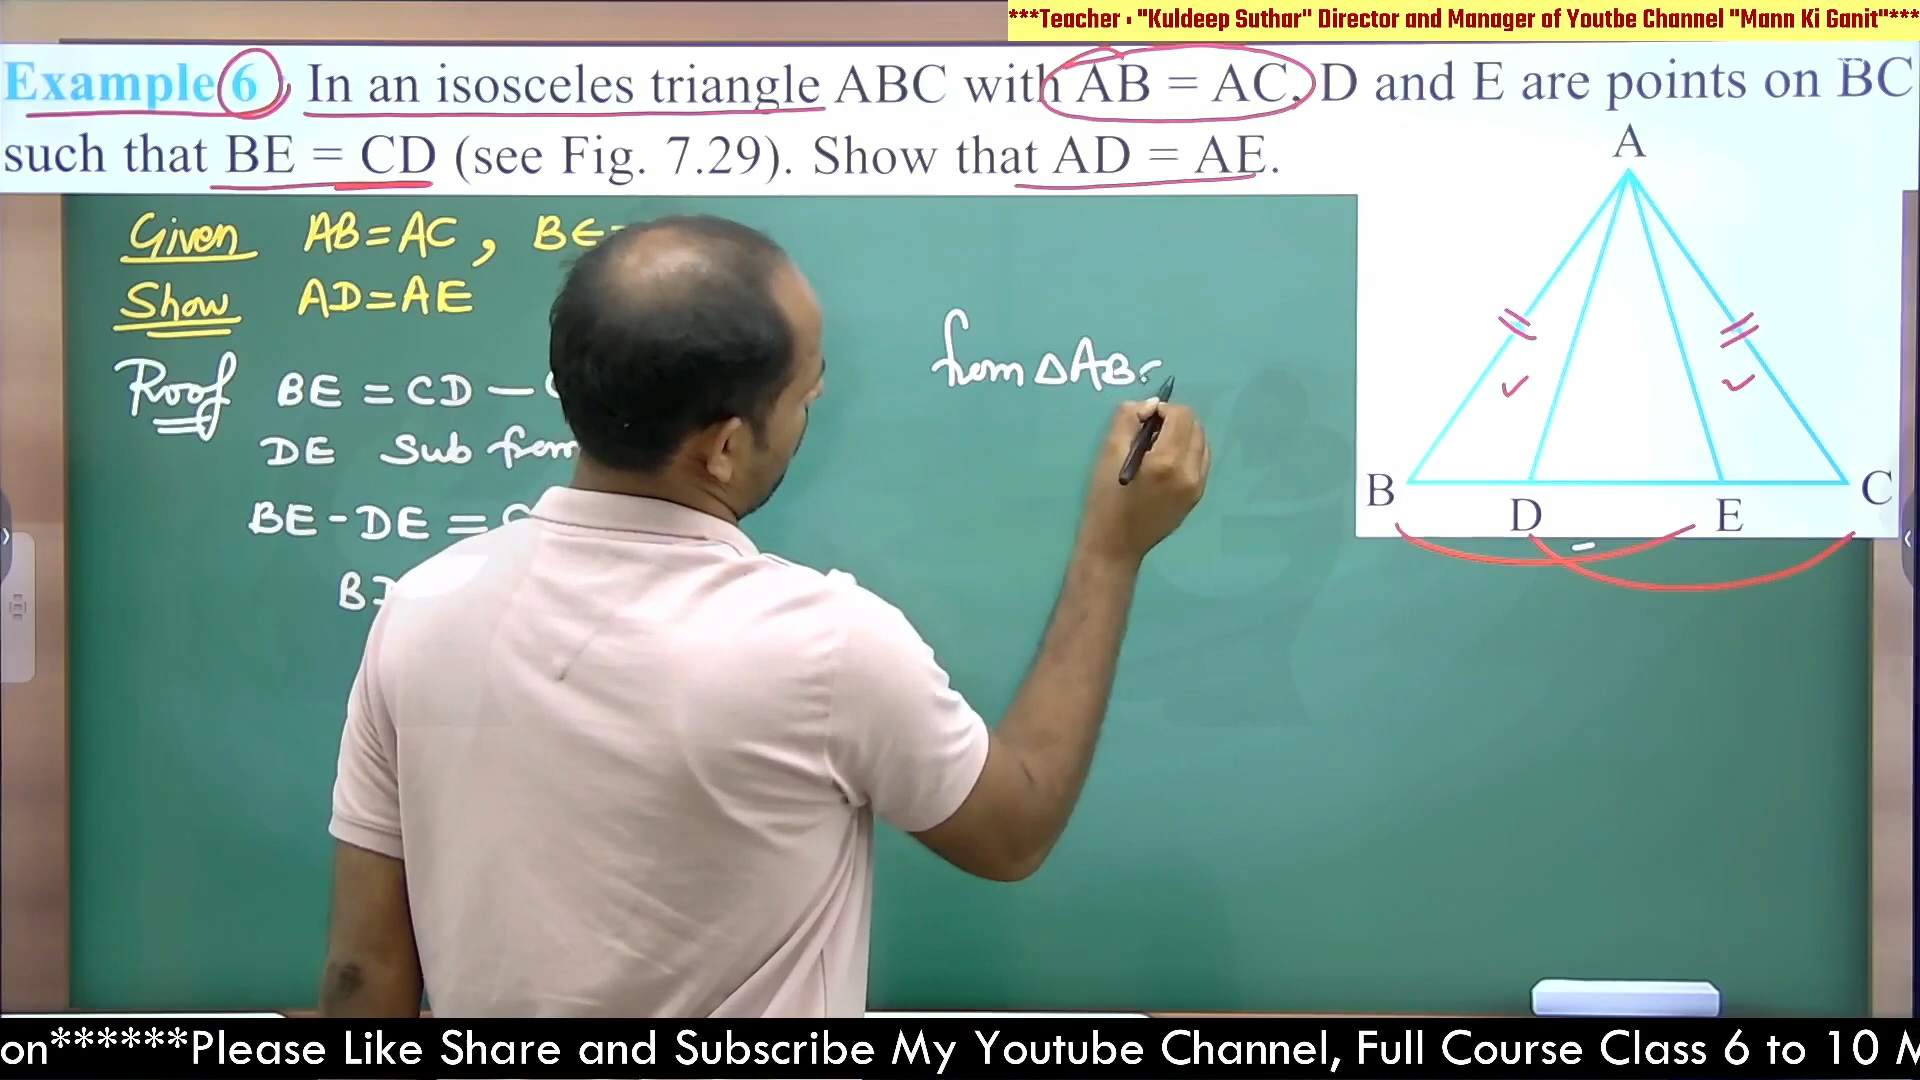 ***Teacher : "Kuldeep Suthar" Director and Manager of Youtbe Channel "Mann Ki Ganit"***
Example 6 : In an isosceles triangle ABC with AB = AC, D and E are points on BC
such that BE = CD (see Fig. 7.29). Show that AD = AE.
Given AB=AC, BE=
Show AD=AE
Proof BE = CD —
DE Sub from
BE-DE =
from ΔAB
A
B
D
E
C
on******Please Like Share and Subscribe My Youtube Channel, Full Course Class 6 to 10